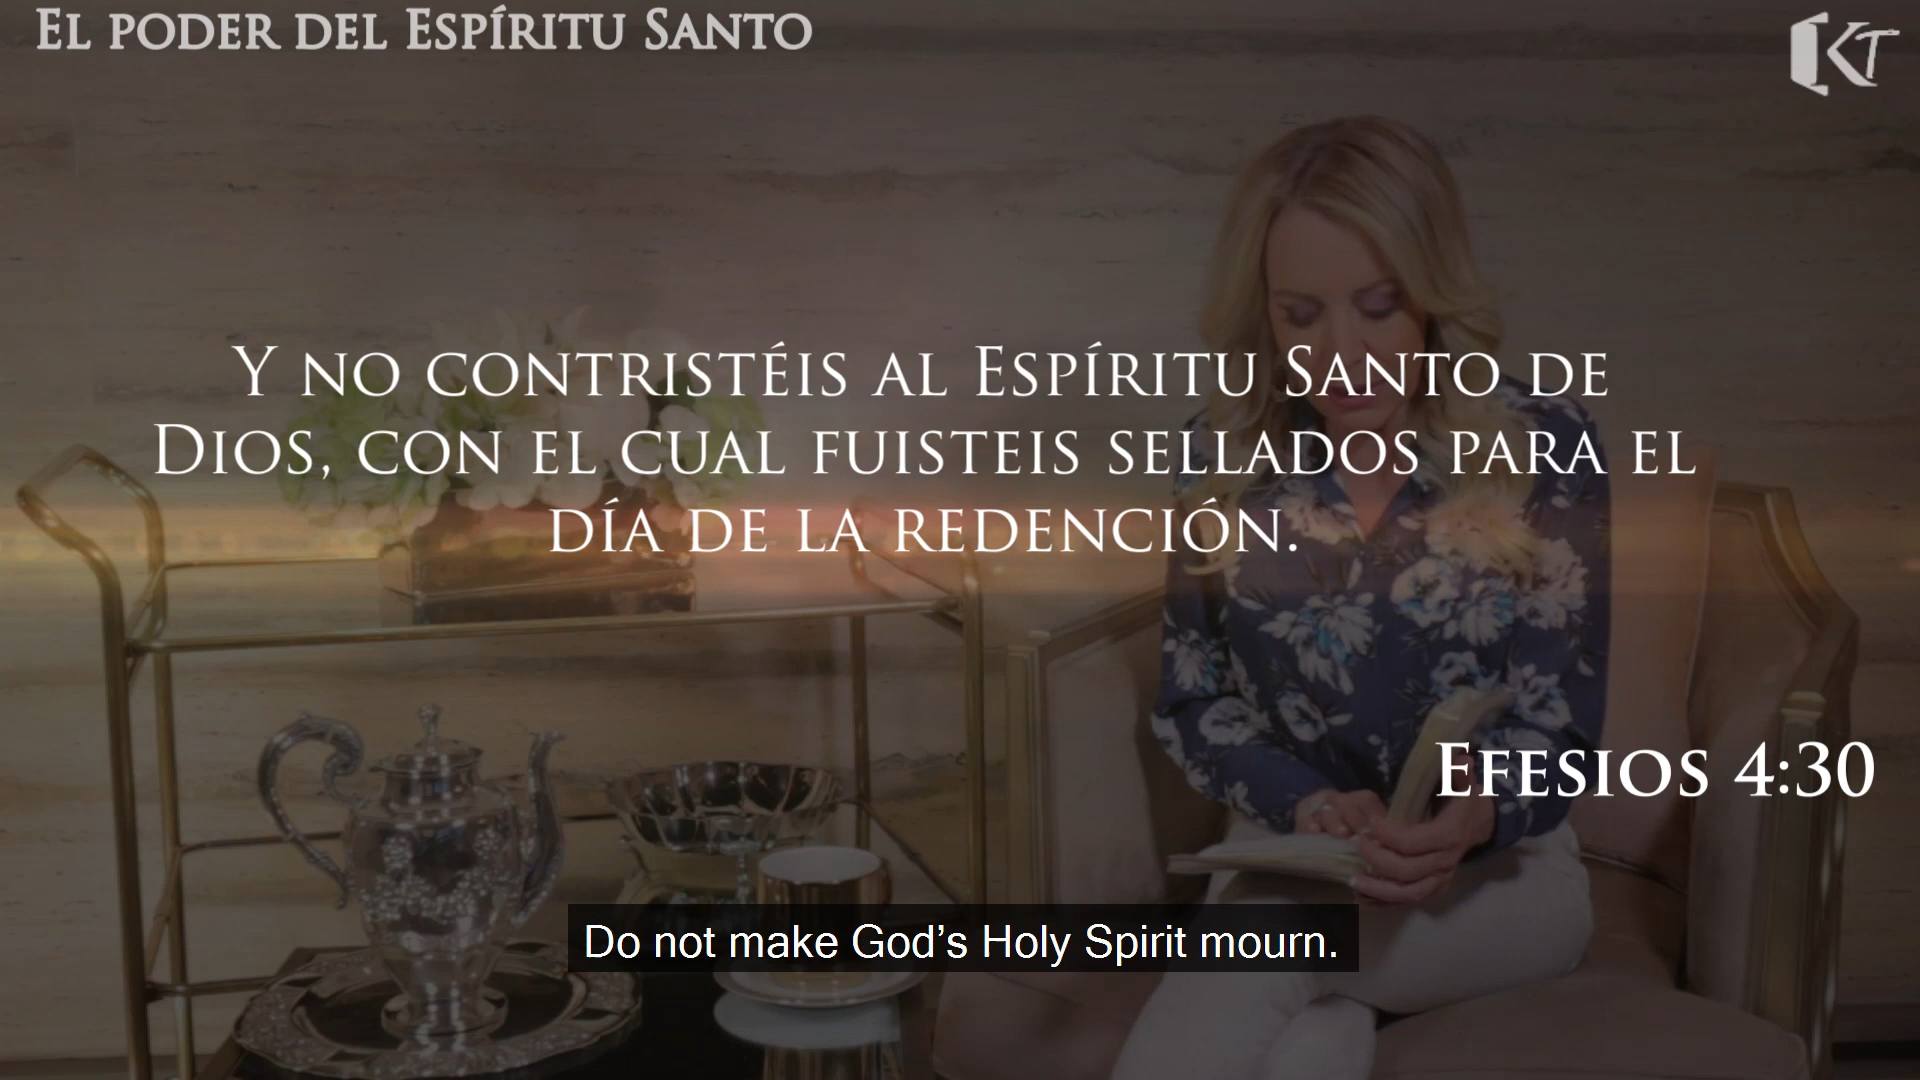 El poder del Espíritu Santo
KT
Y no contristéis al Espíritu Santo de
Dios, con el cual fuisteis sellados para el
día de la redención.
Efesios 4:30
Do not make God’s Holy Spirit mourn.